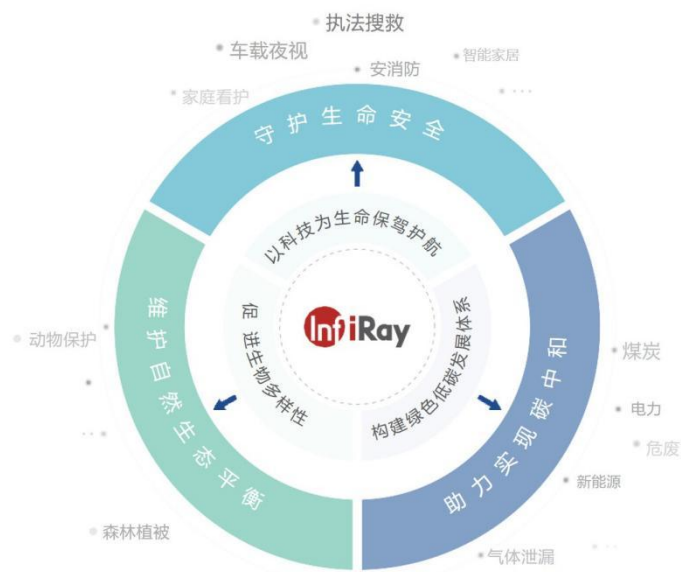 执法搜救
车载夜视
智能家居
安消防
家庭看护
...
守护生命安全
以科技为生命保驾护航
InfiRay
促进生物多样性
构建绿色低碳发展体系
维护自然生态平衡
助力实现碳中和
动物保护
森林植被
煤炭
电力
危废
新能源
气体泄漏